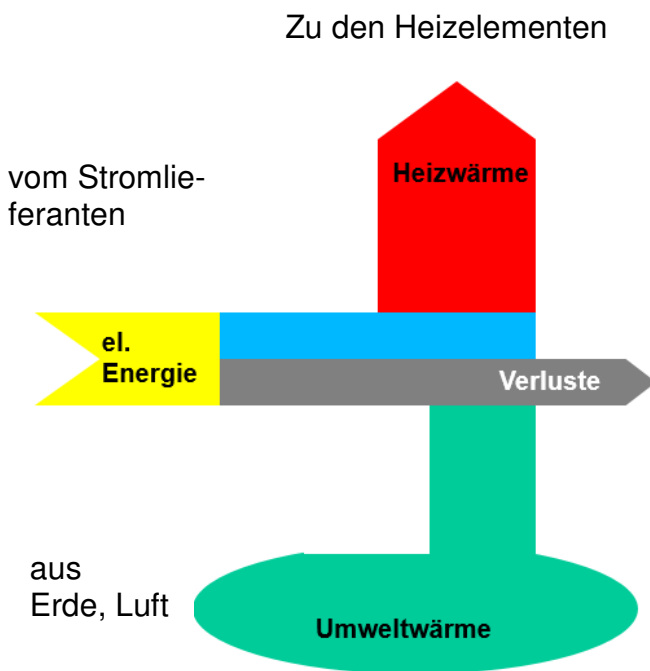 Zu den Heizelementen
vom Stromlie-
feranten
Heizwärme
el.
Energie
Verluste
aus
Erde, Luft
Umweltwärme